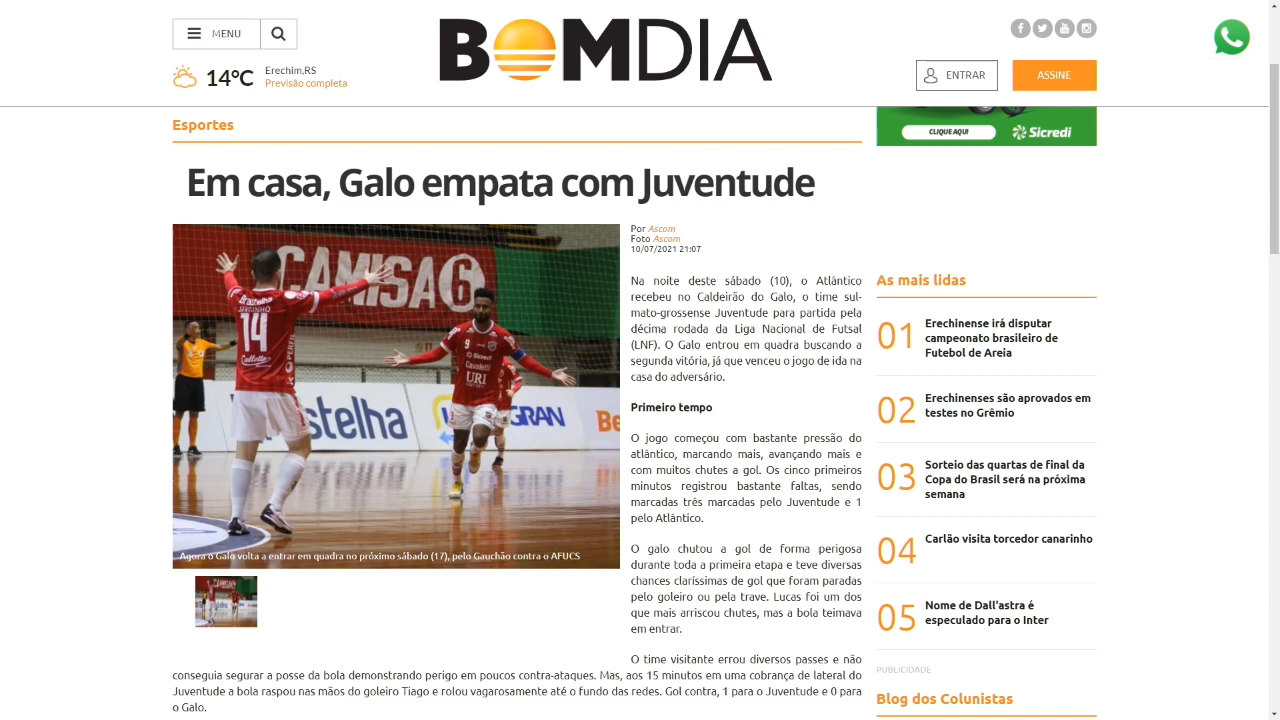 MENU
BOMDIA
14ºC
Erechim,RS
Previsão completa
ENTRAR
ASSINE
Esportes
CLIQUE AQUI
Sicredi
Em casa, Galo empata com Juventude
CAMISA 6
14
9
Sicredi
Cavaletti
URI
PERFIL
Agora o Galo volta a entrar em quadra no próximo sábado (17), pelo Gauchão contra o AFUCS
Por Ascom
Foto Ascom
10/07/2021 21:07
Na noite deste sábado (10), o Atlântico
recebeu no Caldeirão do Galo, o time sul-
mato-grossense Juventude para partida pela
décima rodada da Liga Nacional de Futsal
(LNF). O Galo entrou em quadra buscando a
segunda vitória, já que venceu o jogo de ida na
casa do adversário.
Primeiro tempo
O jogo começou com bastante pressão do
atlântico, marcando mais, avançando mais e
com muitos chutes a gol. Os cinco primeiros
minutos registrou bastante faltas, sendo
marcadas três marcadas pelo Juventude e 1
pelo Atlântico.
O galo chutou a gol de forma perigosa
durante toda a primeira etapa e teve diversas
chances claríssimas de gol que foram paradas
pelo goleiro ou pela trave. Lucas foi um dos
que mais arriscou chutes, mas a bola teimava
em entrar.
O time visitante errou diversos passes e não
conseguia segurar a posse da bola demonstrando perigo em poucos contra-ataques. Mas, aos 15 minutos em uma cobrança de lateral do
Juventude a bola raspou nas mãos do goleiro Tiago e rolou vagarosamente até o fundo das redes. Gol contra, 1 para o Juventude e 0 para
o Galo.
As mais lidas
01
Erechinense irá disputar
campeonato brasileiro de
Futebol de Areia
02
Erechinenses são aprovados em
testes no Grêmio
03
Sorteio das quartas de final da
Copa do Brasil será na próxima
semana
04
Carlão visita torcedor canarinho
05
Nome de Dall'astra é
especulado para o Inter
PUBLICIDADE
Blog dos Colunistas